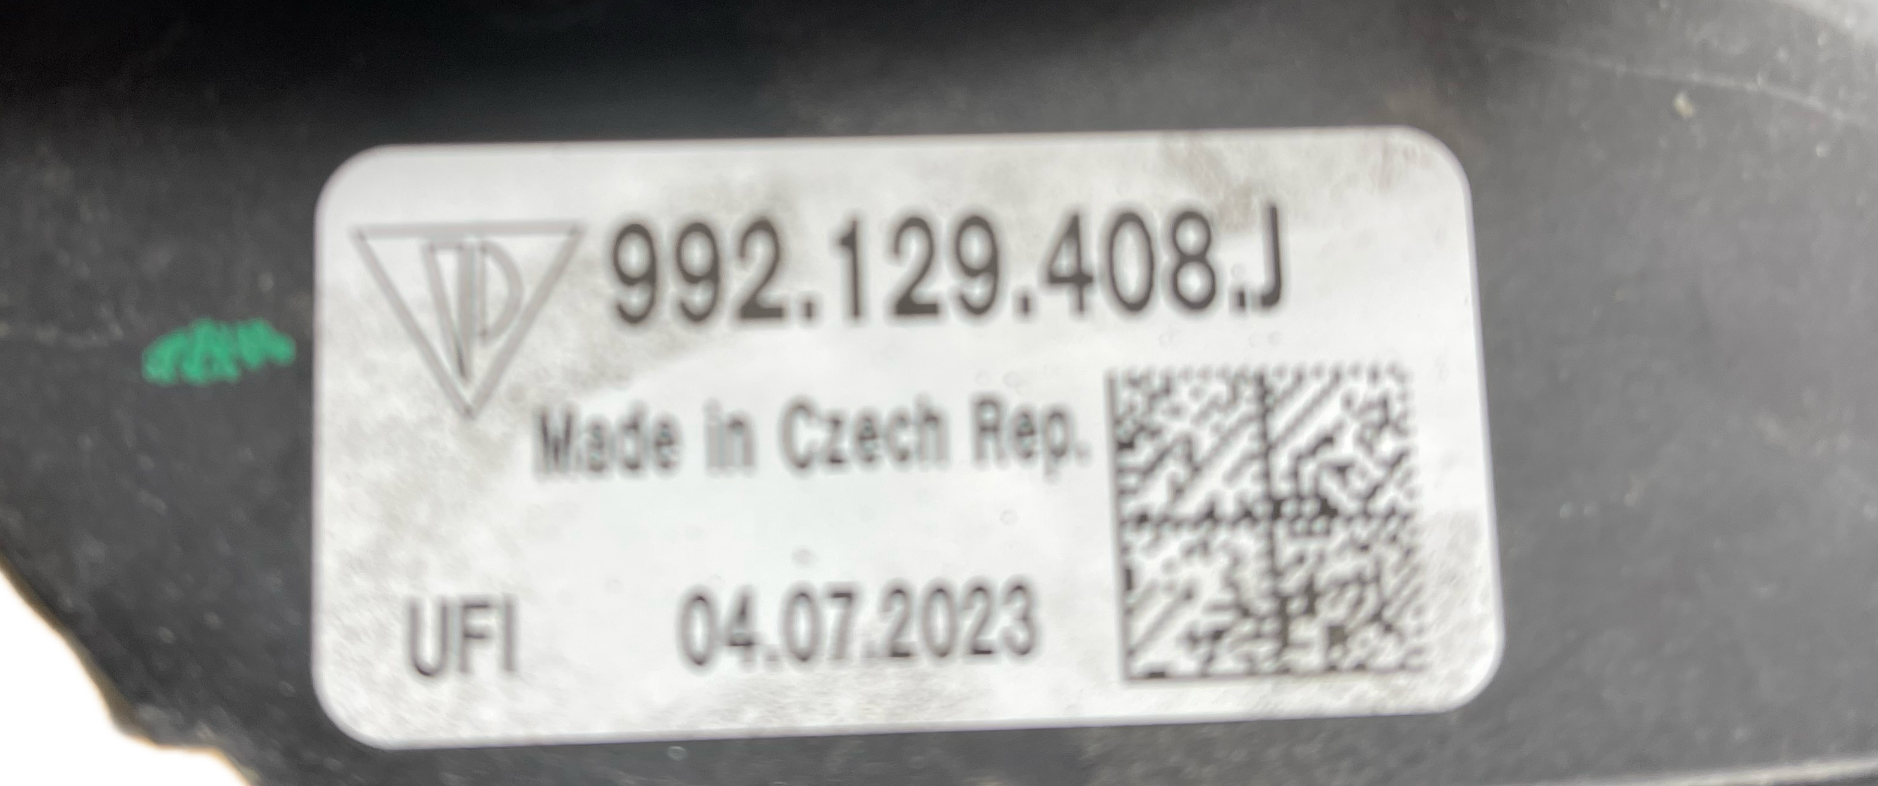 992.129.408.J
Made in Czech Rep.
UFI 04.07.2023